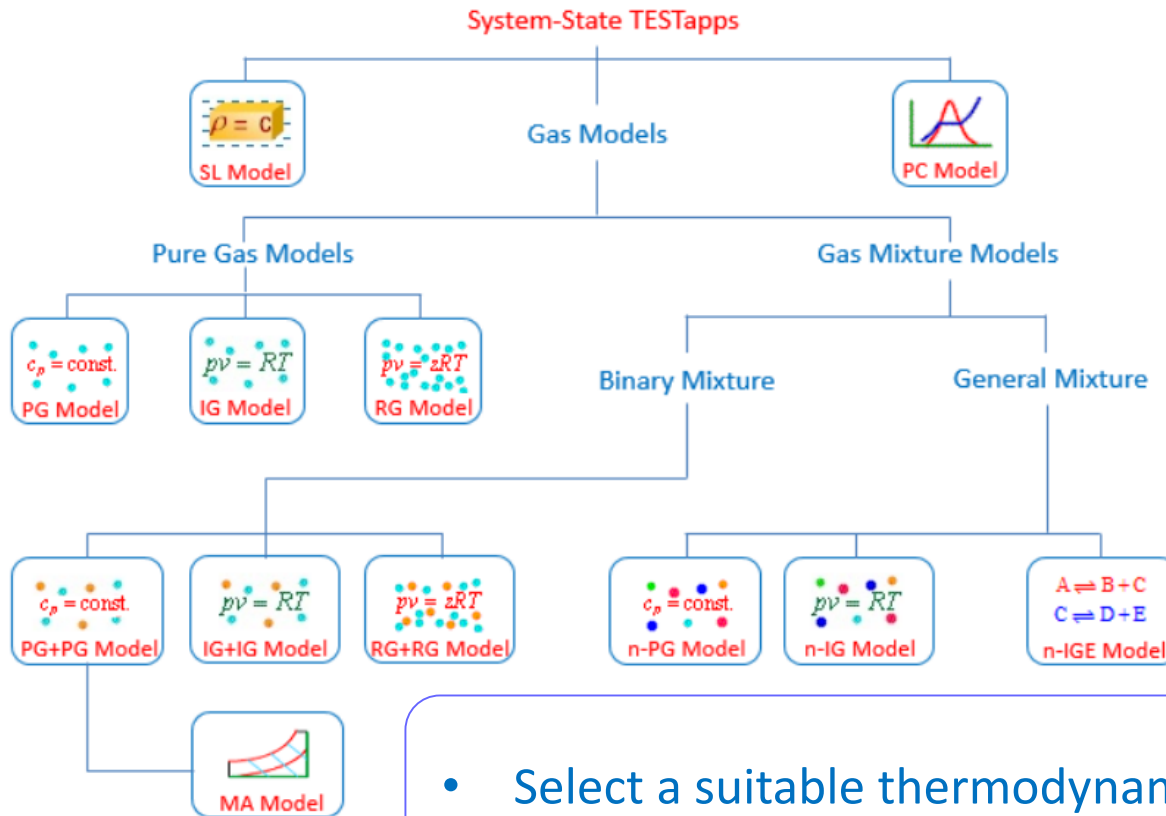 System-State TESTapps
ρ = C
SL Model
Gas Models
PC Model
Pure Gas Models
Gas Mixture Models
c_p = const.
PG Model
pv = RT
IG Model
pv = zRT
RG Model
Binary Mixture
General Mixture
c_p = const.
PG+PG Model
pv = RT
IG+IG Model
pv = zRT
RG+RG Model
c_p = const.
n-PG Model
pv = RT
n-IG Model
A ⇌ B + C
C ⇌ D + E
n-IGE Model
MA Model
• Select a suitable thermodynam